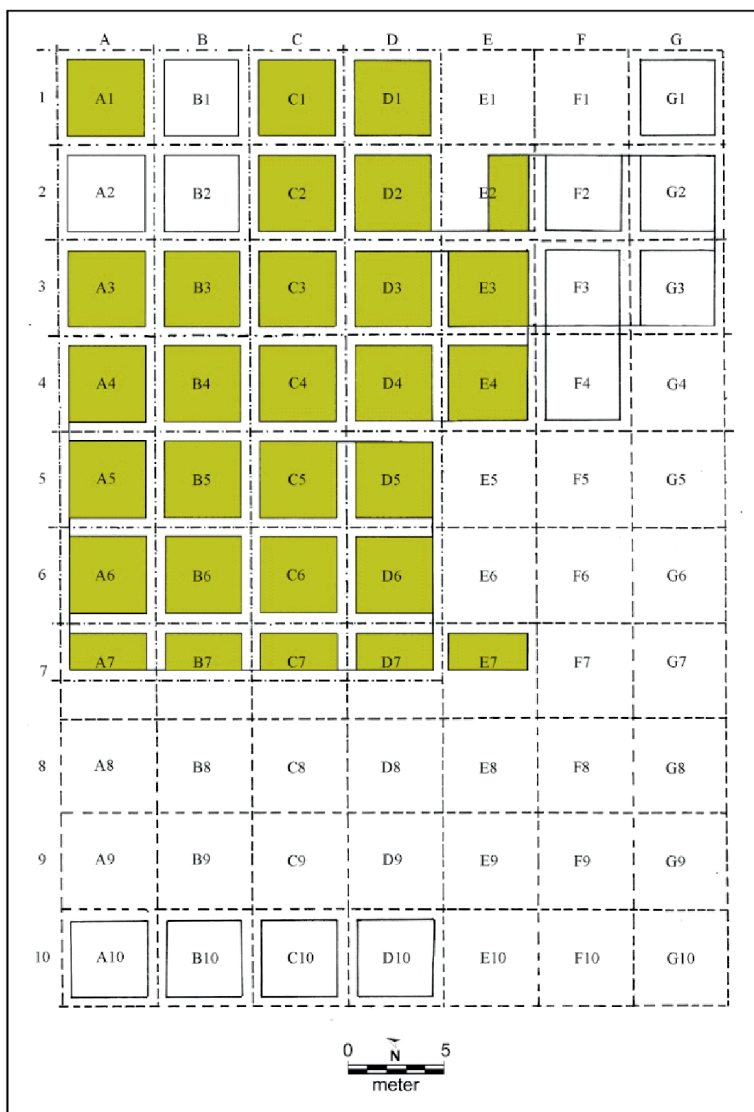 A B C D E F G
1 A1 B1 C1 D1 E1 F1 G1
2 A2 B2 C2 D2 E2 F2 G2
3 A3 B3 C3 D3 E3 F3 G3
4 A4 B4 C4 D4 E4 F4 G4
5 A5 B5 C5 D5 E5 F5 G5
6 A6 B6 C6 D6 E6 F6 G6
7 A7 B7 C7 D7 E7 F7 G7
8 A8 B8 C8 D8 E8 F8 G8
9 A9 B9 C9 D9 E9 F9 G9
10 A10 B10 C10 D10 E10 F10 G10
0 N 5
meter